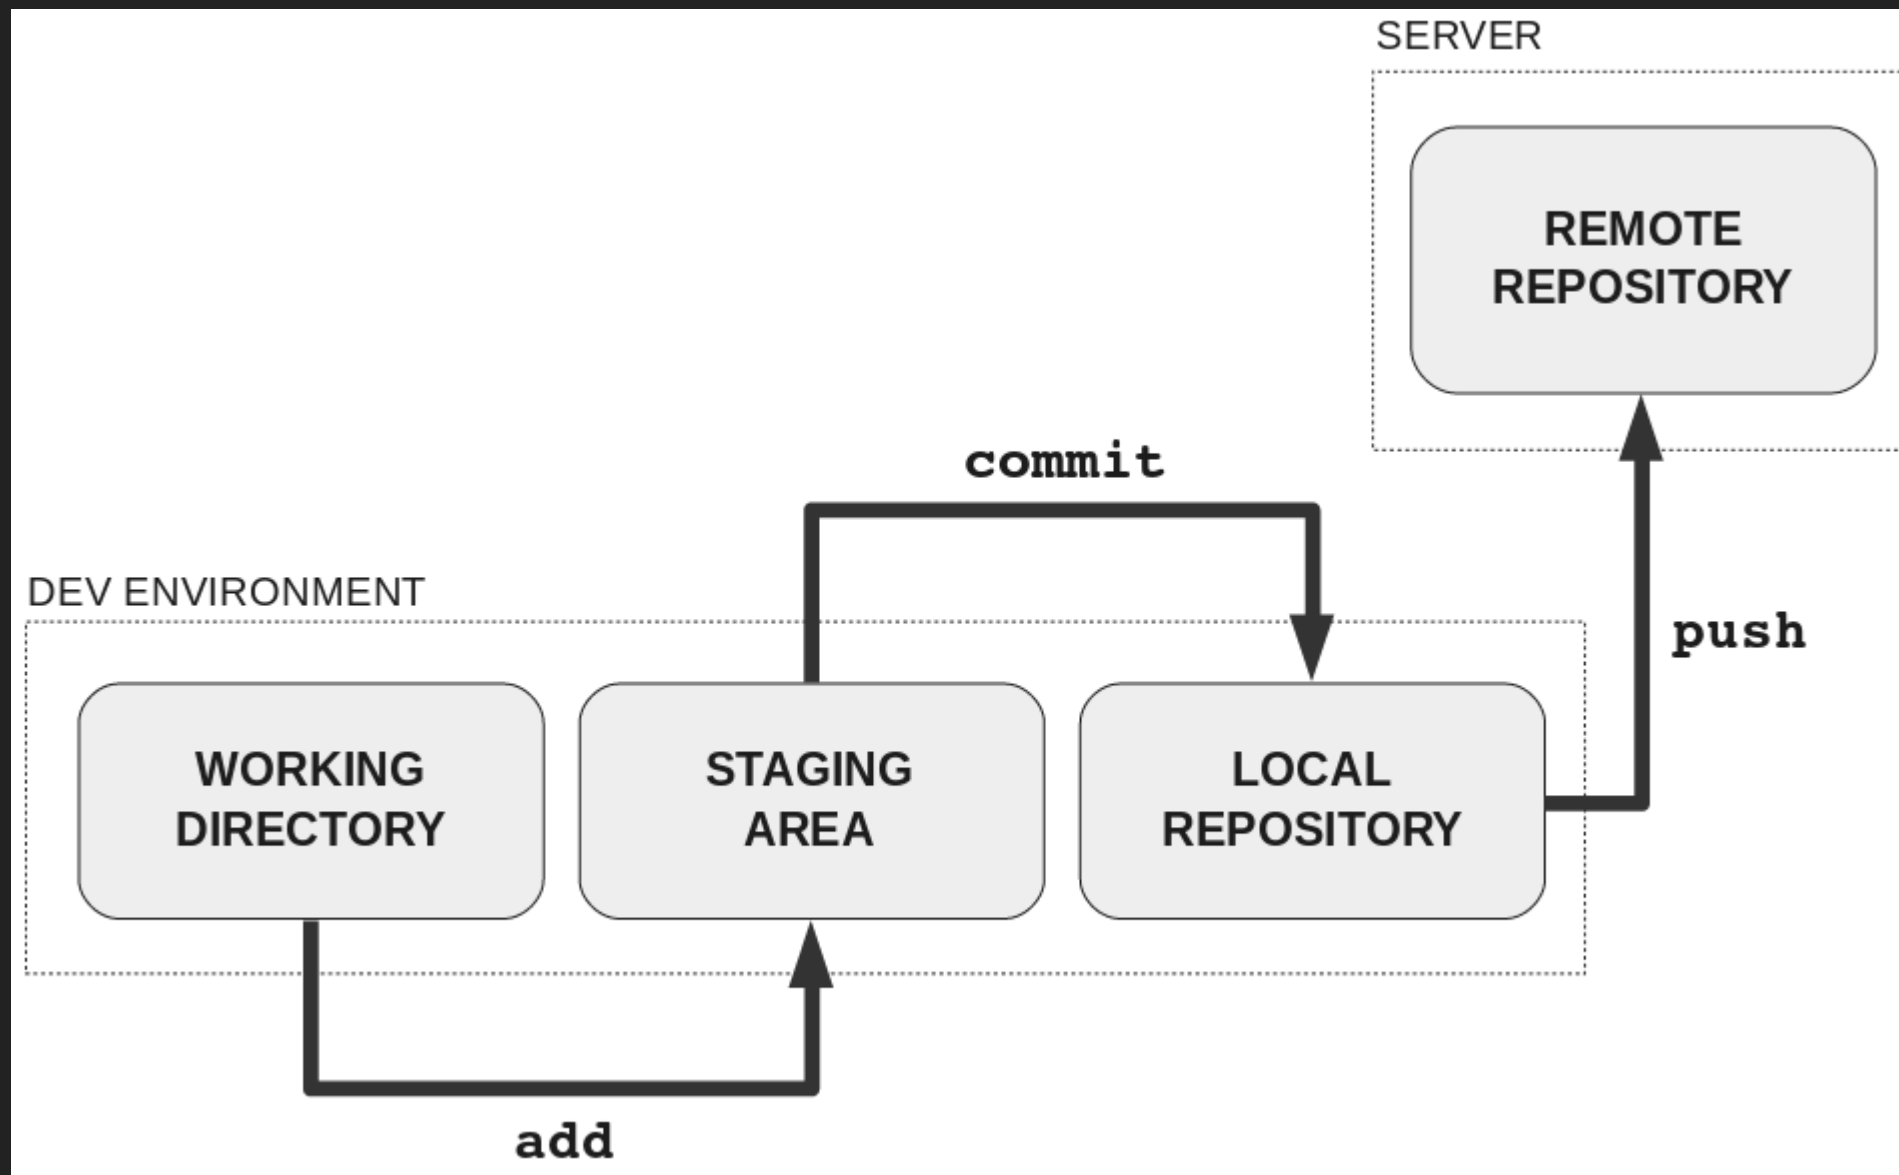 SERVER
REMOTE
REPOSITORY
commit
DEV ENVIRONMENT
push
WORKING
DIRECTORY
STAGING
AREA
LOCAL
REPOSITORY
add